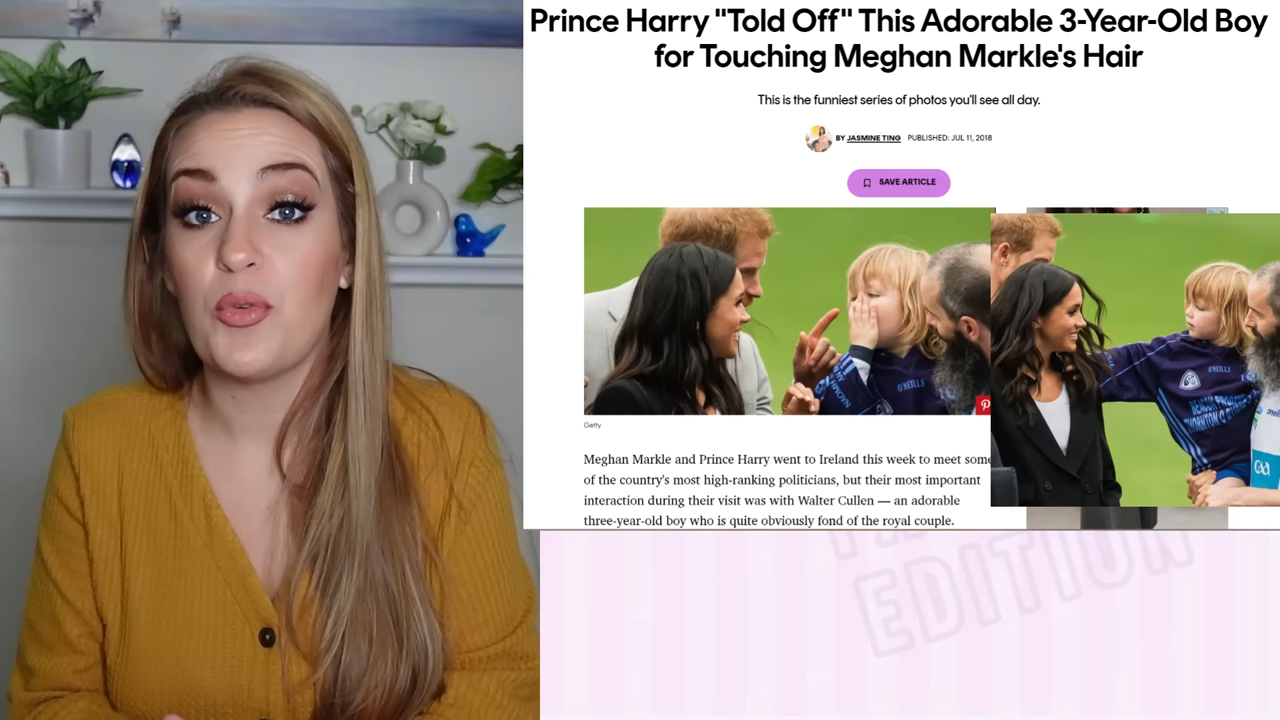 Prince Harry "Told Off" This Adorable 3-Year-Old Boy
for Touching Meghan Markle's Hair
This is the funniest series of photos you'll see all day.
BY JASMINE TING PUBLISHED: JUL 11, 2018
SAVE ARTICLE
O'NEILLS
O'NEILLS
GAA
Getty
Meghan Markle and Prince Harry went to Ireland this week to meet some
of the country's most high-ranking politicians, but their most important
interaction during their visit was with Walter Cullen — an adorable
three-year-old boy who is quite obviously fond of the royal couple.
EDITION